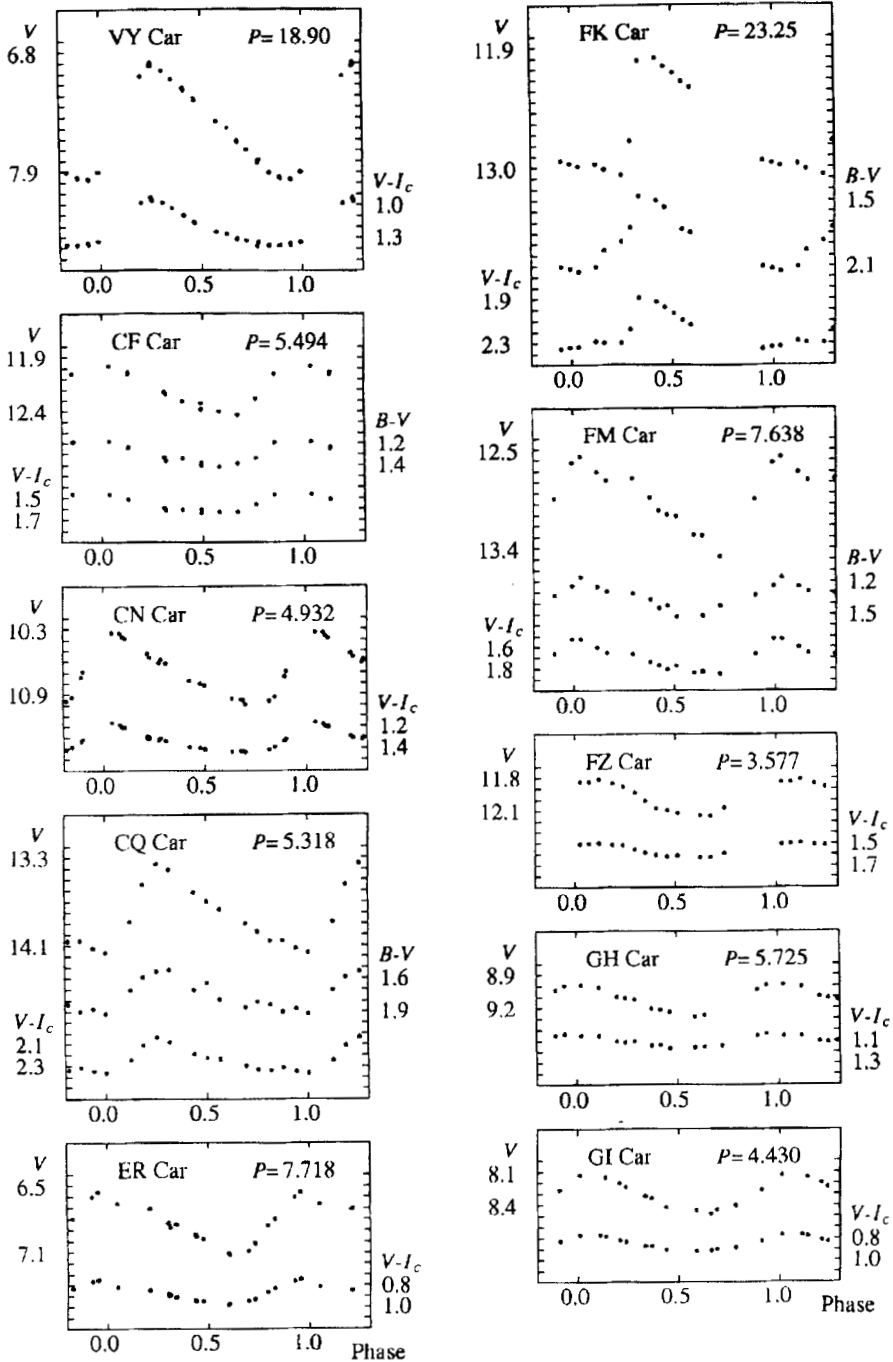 V
VY Car P= 18.90
6.8
7.9
V-Ic
1.0
1.3
0.0 0.5 1.0
V
CF Car P= 5.494
11.9
12.4
B-V
1.2
1.4
V-Ic
1.5
1.7
0.0 1.0
V
CN Car P= 4.932
10.3
10.9
V-Ic
1.2
1.4
0.0 0.5 1.0
V
CQ Car P= 5.318
13.3
14.1
B-V
1.6
1.9
V-Ic
2.1
2.3
0.0 0.5 1.0
V
ER Car P= 7.718
6.5
7.1
V-Ic
0.8
1.0
0.0 0.5 1.0 Phase
V
FK Car P= 23.25
11.9
13.0
B-V
1.5
2.1
V-Ic
1.9
2.3
0.0 0.5 1.0
V
FM Car P= 7.638
12.5
13.4
B-V
1.2
1.5
V-Ic
1.6
1.8
0.0 0.5 1.0
V
FZ Car P= 3.577
11.8
12.1
V-Ic
1.5
1.7
0.0 0.5 1.0
V
GH Car P= 5.725
8.9
9.2
V-Ic
1.1
1.3
0.0 0.5 1.0
V
GI Car P= 4.430
8.1
8.4
V-Ic
0.8
1.0
0.0 0.5 1.0 Phase